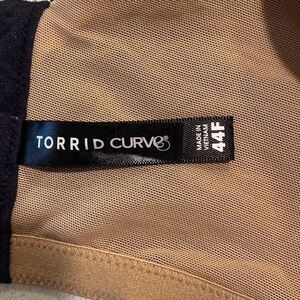 TORRID CURVE
MADE IN
VIETNAM
44F